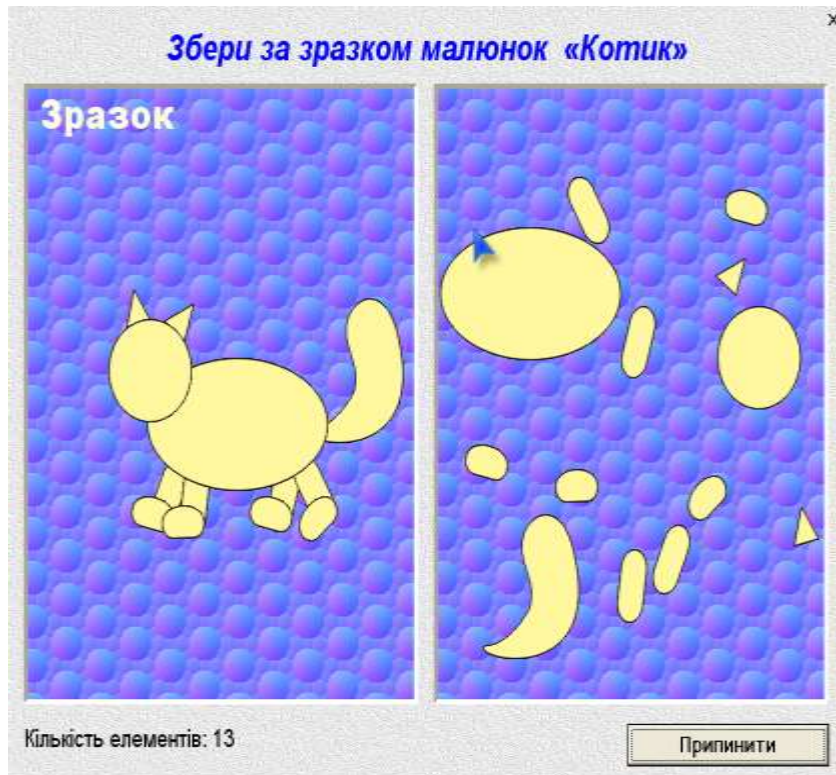 Збери за зразком малюнок «Котик»
Зразок
Кількість елементів: 13
Припинити